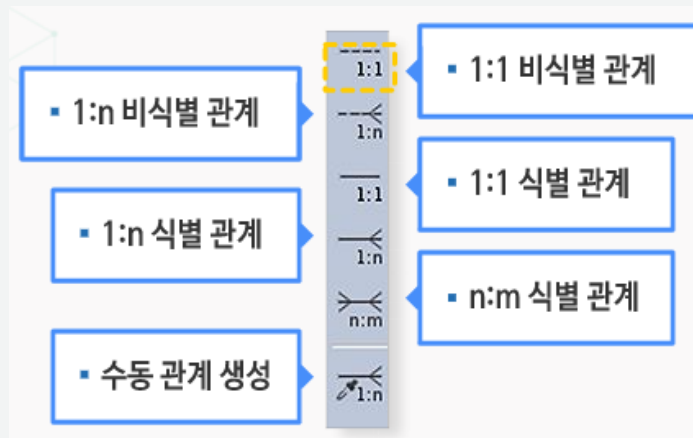 1:1
▪ 1:1 비식별 관계
▪ 1:n 비식별 관계
1:n
1:1
▪ 1:1 식별 관계
▪ 1:n 식별 관계
1:n
n:m
▪ n:m 식별 관계
▪ 수동 관계 생성
1:n